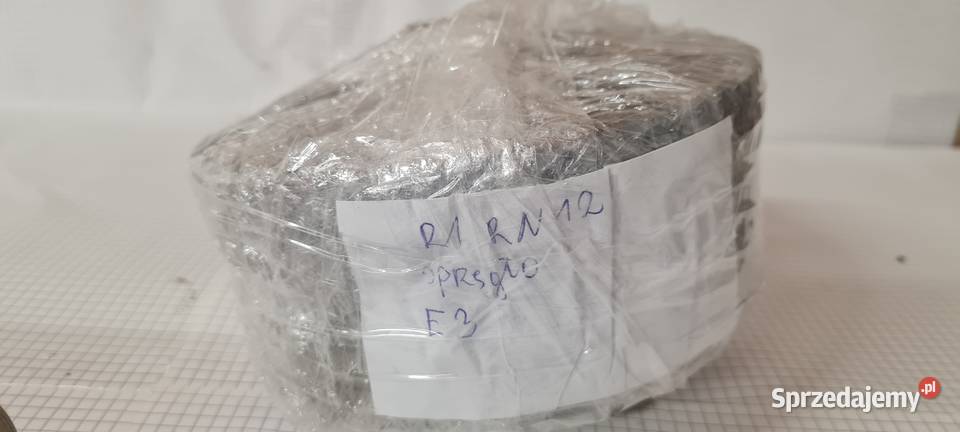 R1 RN12
sprzęgło
E3
Sprzedajemy.pl